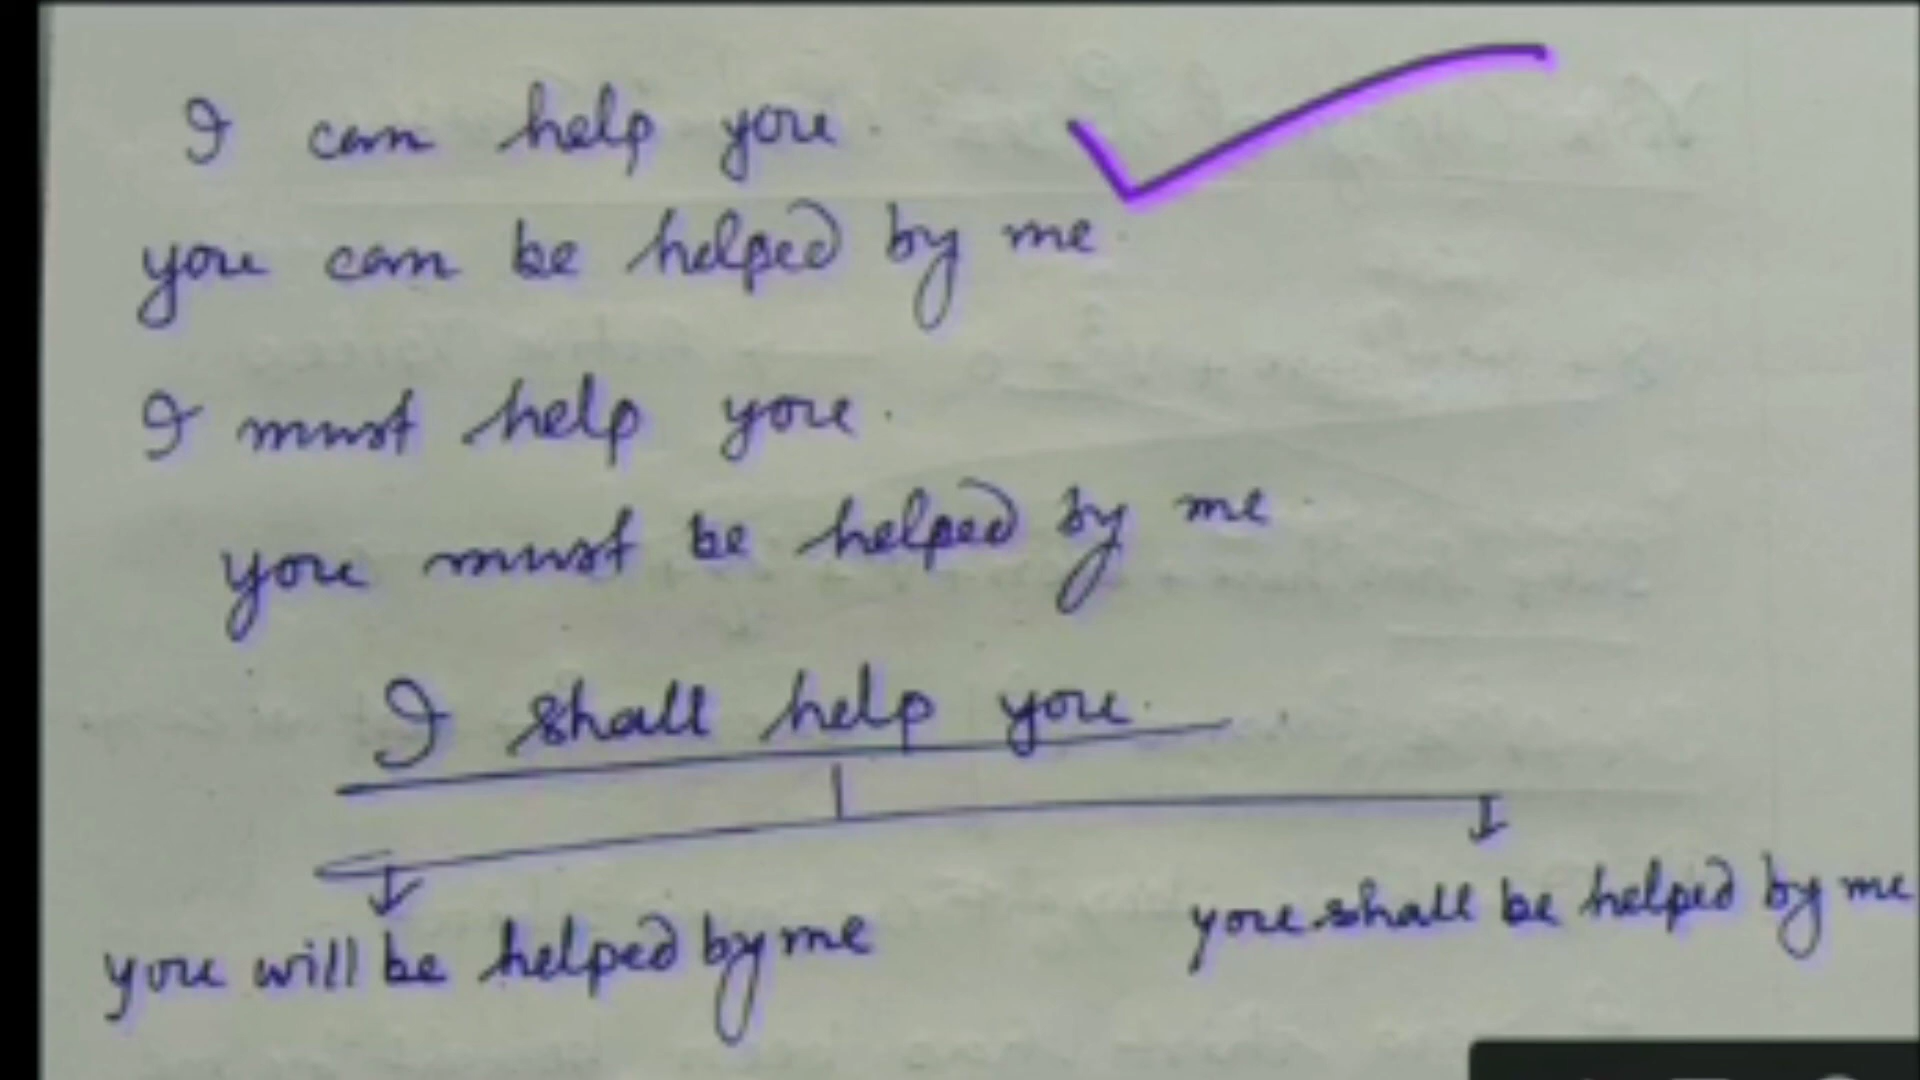 I can help you.
you can be helped by me.
I must help you.
you must be helped by me.
I shall help you.
you will be helped by me
you shall be helped by me